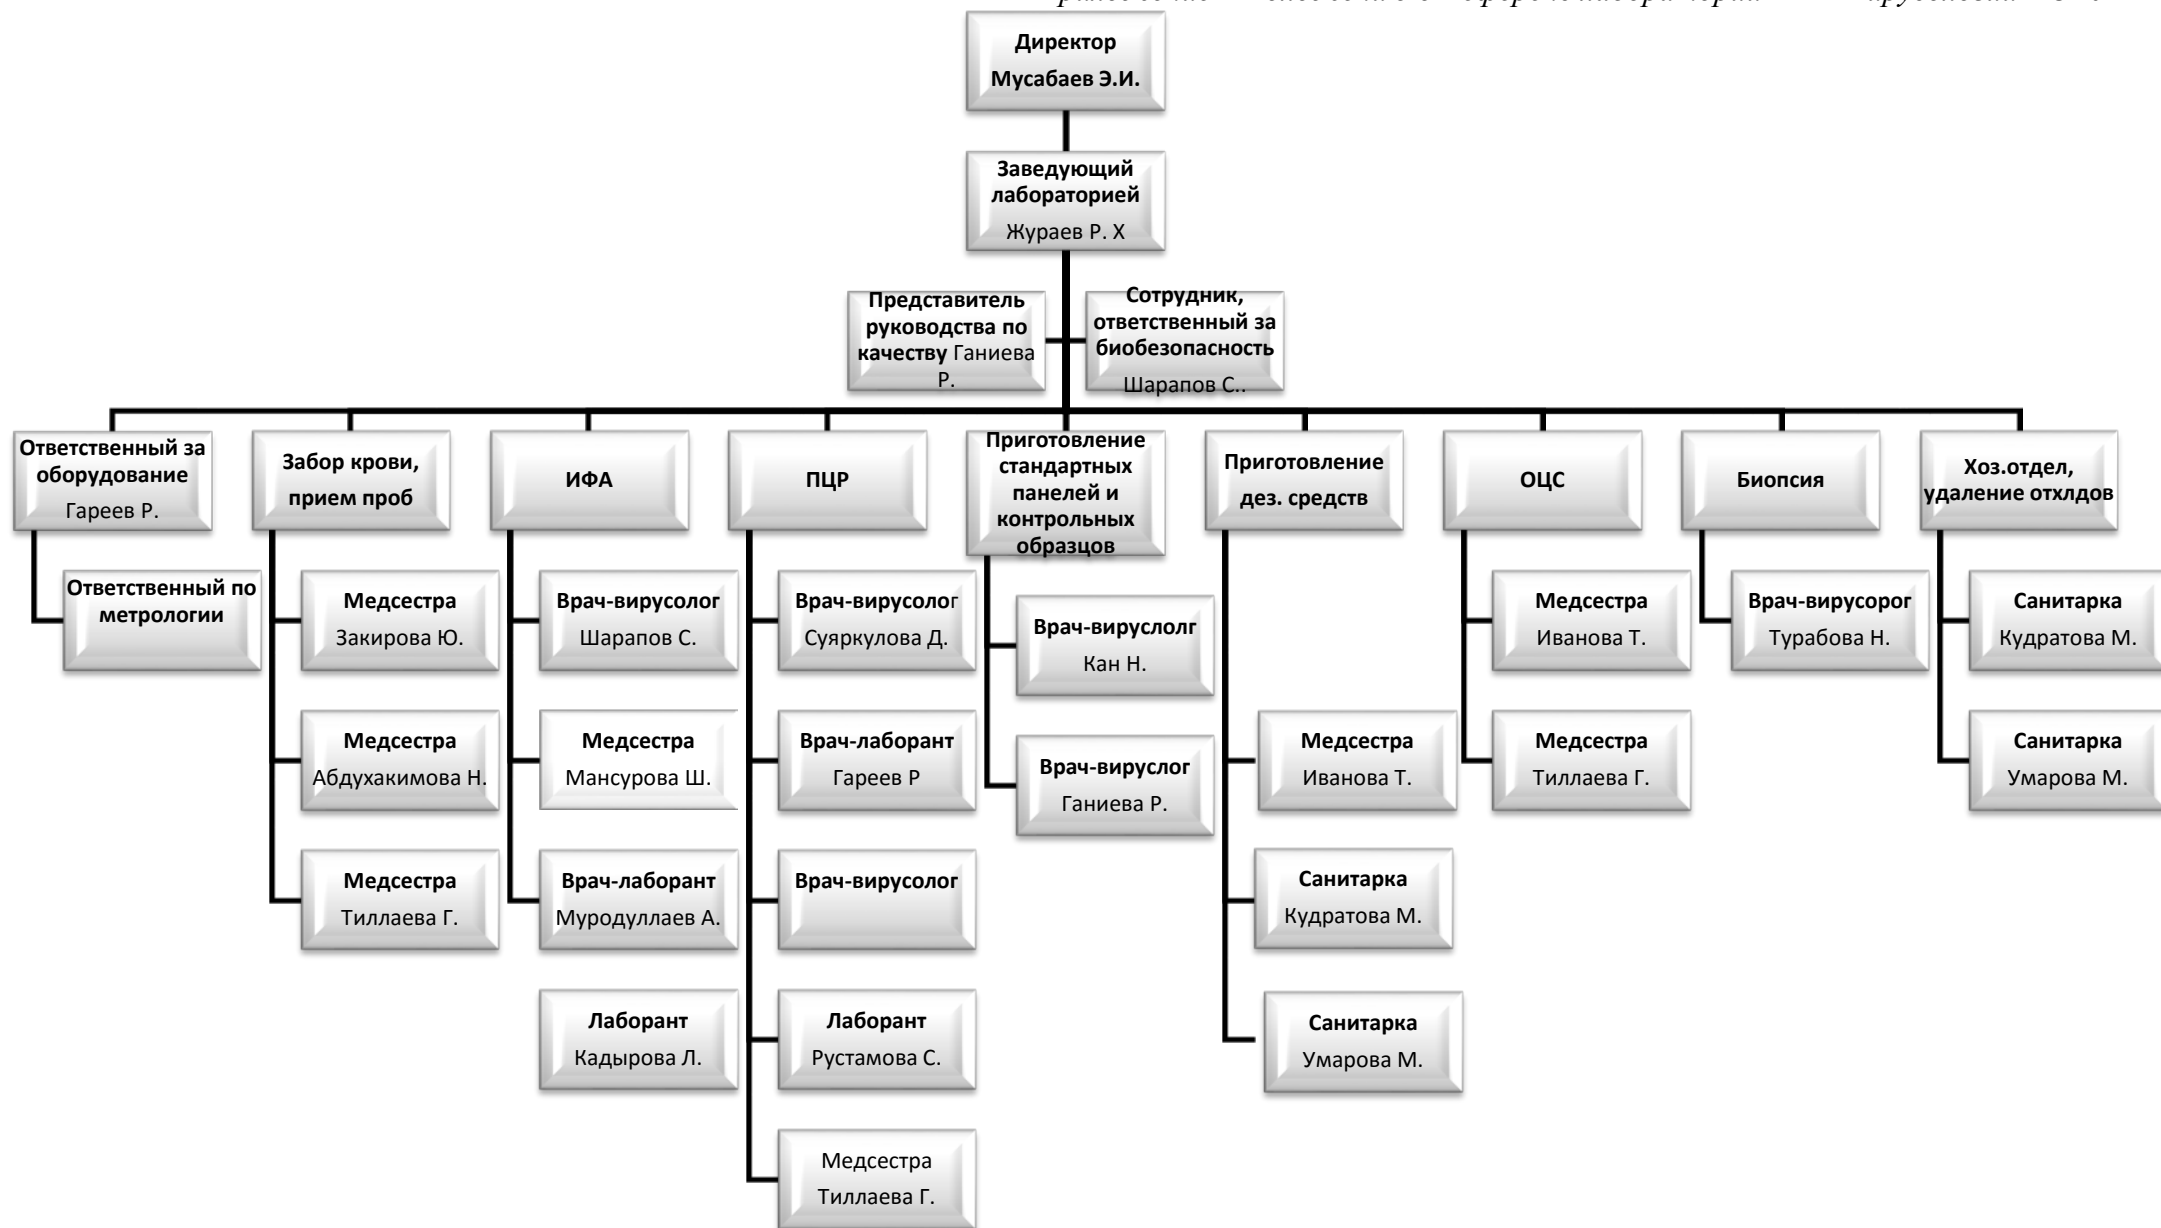 Директор
Мусабаев Э.И.
Заведующий
лабораторией
Жураев Р. Х
Представитель
руководства по
качеству Ганиева
Р.
Сотрудник,
ответственный за
биобезопасность
Шарапов С..
Ответственный за
оборудование
Гареев Р.
Ответственный по
метрологии
Забор крови,
прием проб
Медсестра
Закирова Ю.
Медсестра
Абдухакимова Н.
Медсестра
Тиллаева Г.
ИФА
Врач-вирусолог
Шарапов С.
Медсестра
Мансурова Ш.
Врач-лаборант
Муродуллаев А.
Лаборант
Кадырова Л.
ПЦР
Врач-вирусолог
Суяркулова Д.
Врач-лаборант
Гареев Р
Врач-вирусолог
Лаборант
Рустамова С.
Медсестра
Тиллаева Г.
Приготовление
стандартных
панелей и
контрольных
образцов
Врач-вируслолг
Кан Н.
Врач-вируслог
Ганиева Р.
Приготовление
дез. средств
Медсестра
Иванова Т.
Санитарка
Кудратова М.
Санитарка
Умарова М.
ОЦС
Медсестра
Иванова Т.
Медсестра
Тиллаева Г.
Биопсия
Врач-вирусорог
Турабова Н.
Хоз.отдел,
удаление отхлдов
Санитарка
Кудратова М.
Санитарка
Умарова М.